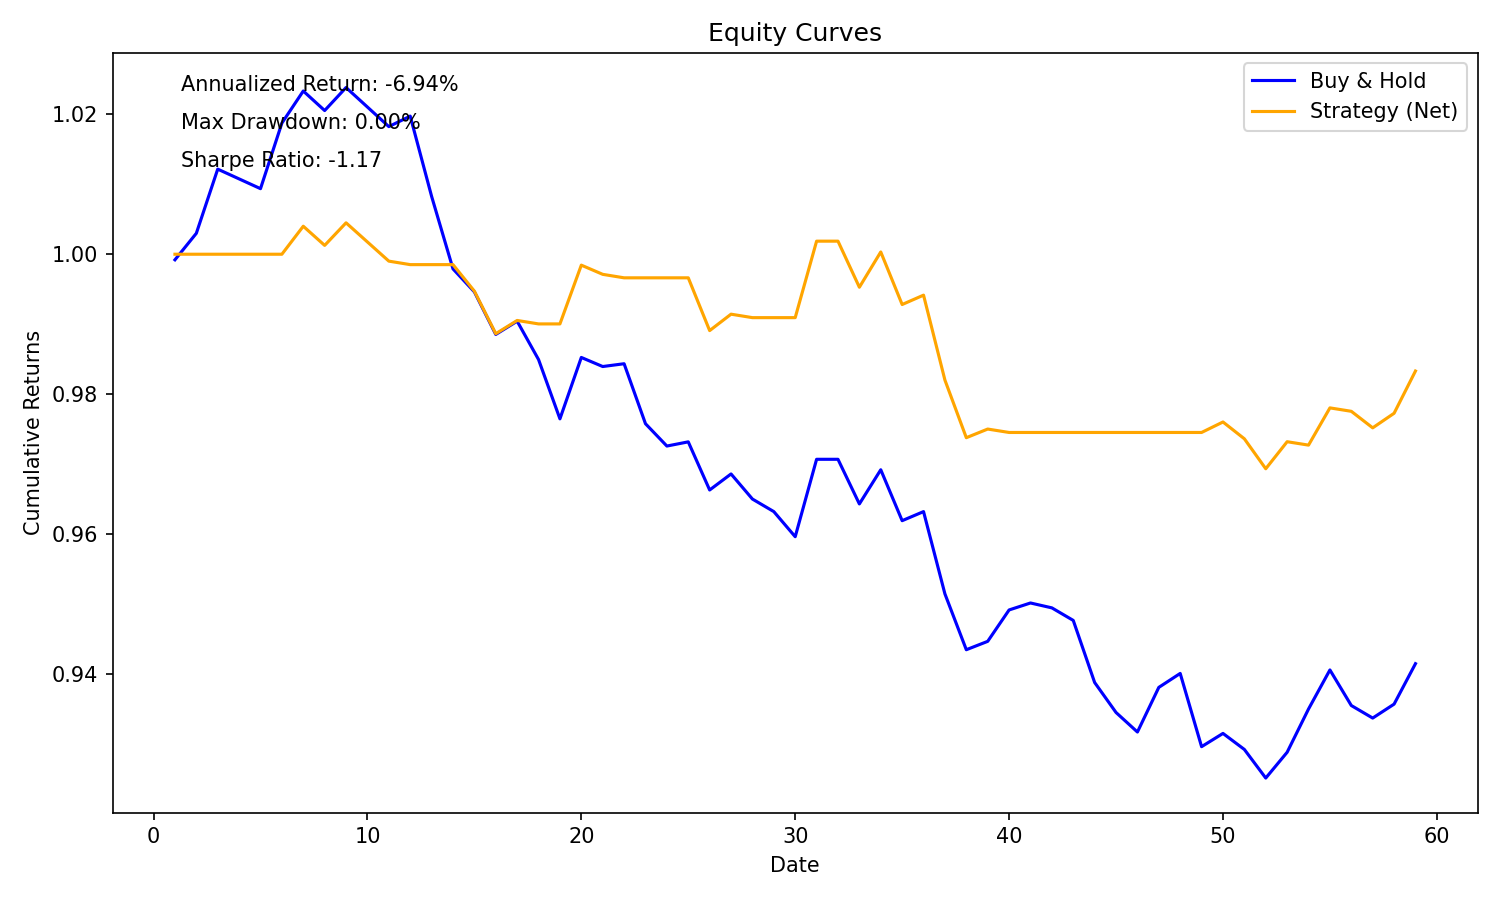 Equity Curves
Annualized Return: -6.94%
Max Drawdown: 0.00%
Sharpe Ratio: -1.17
Buy & Hold
Strategy (Net)
Cumulative Returns
1.02
1.00
0.98
0.96
0.94
0
10
20
30
40
50
60
Date